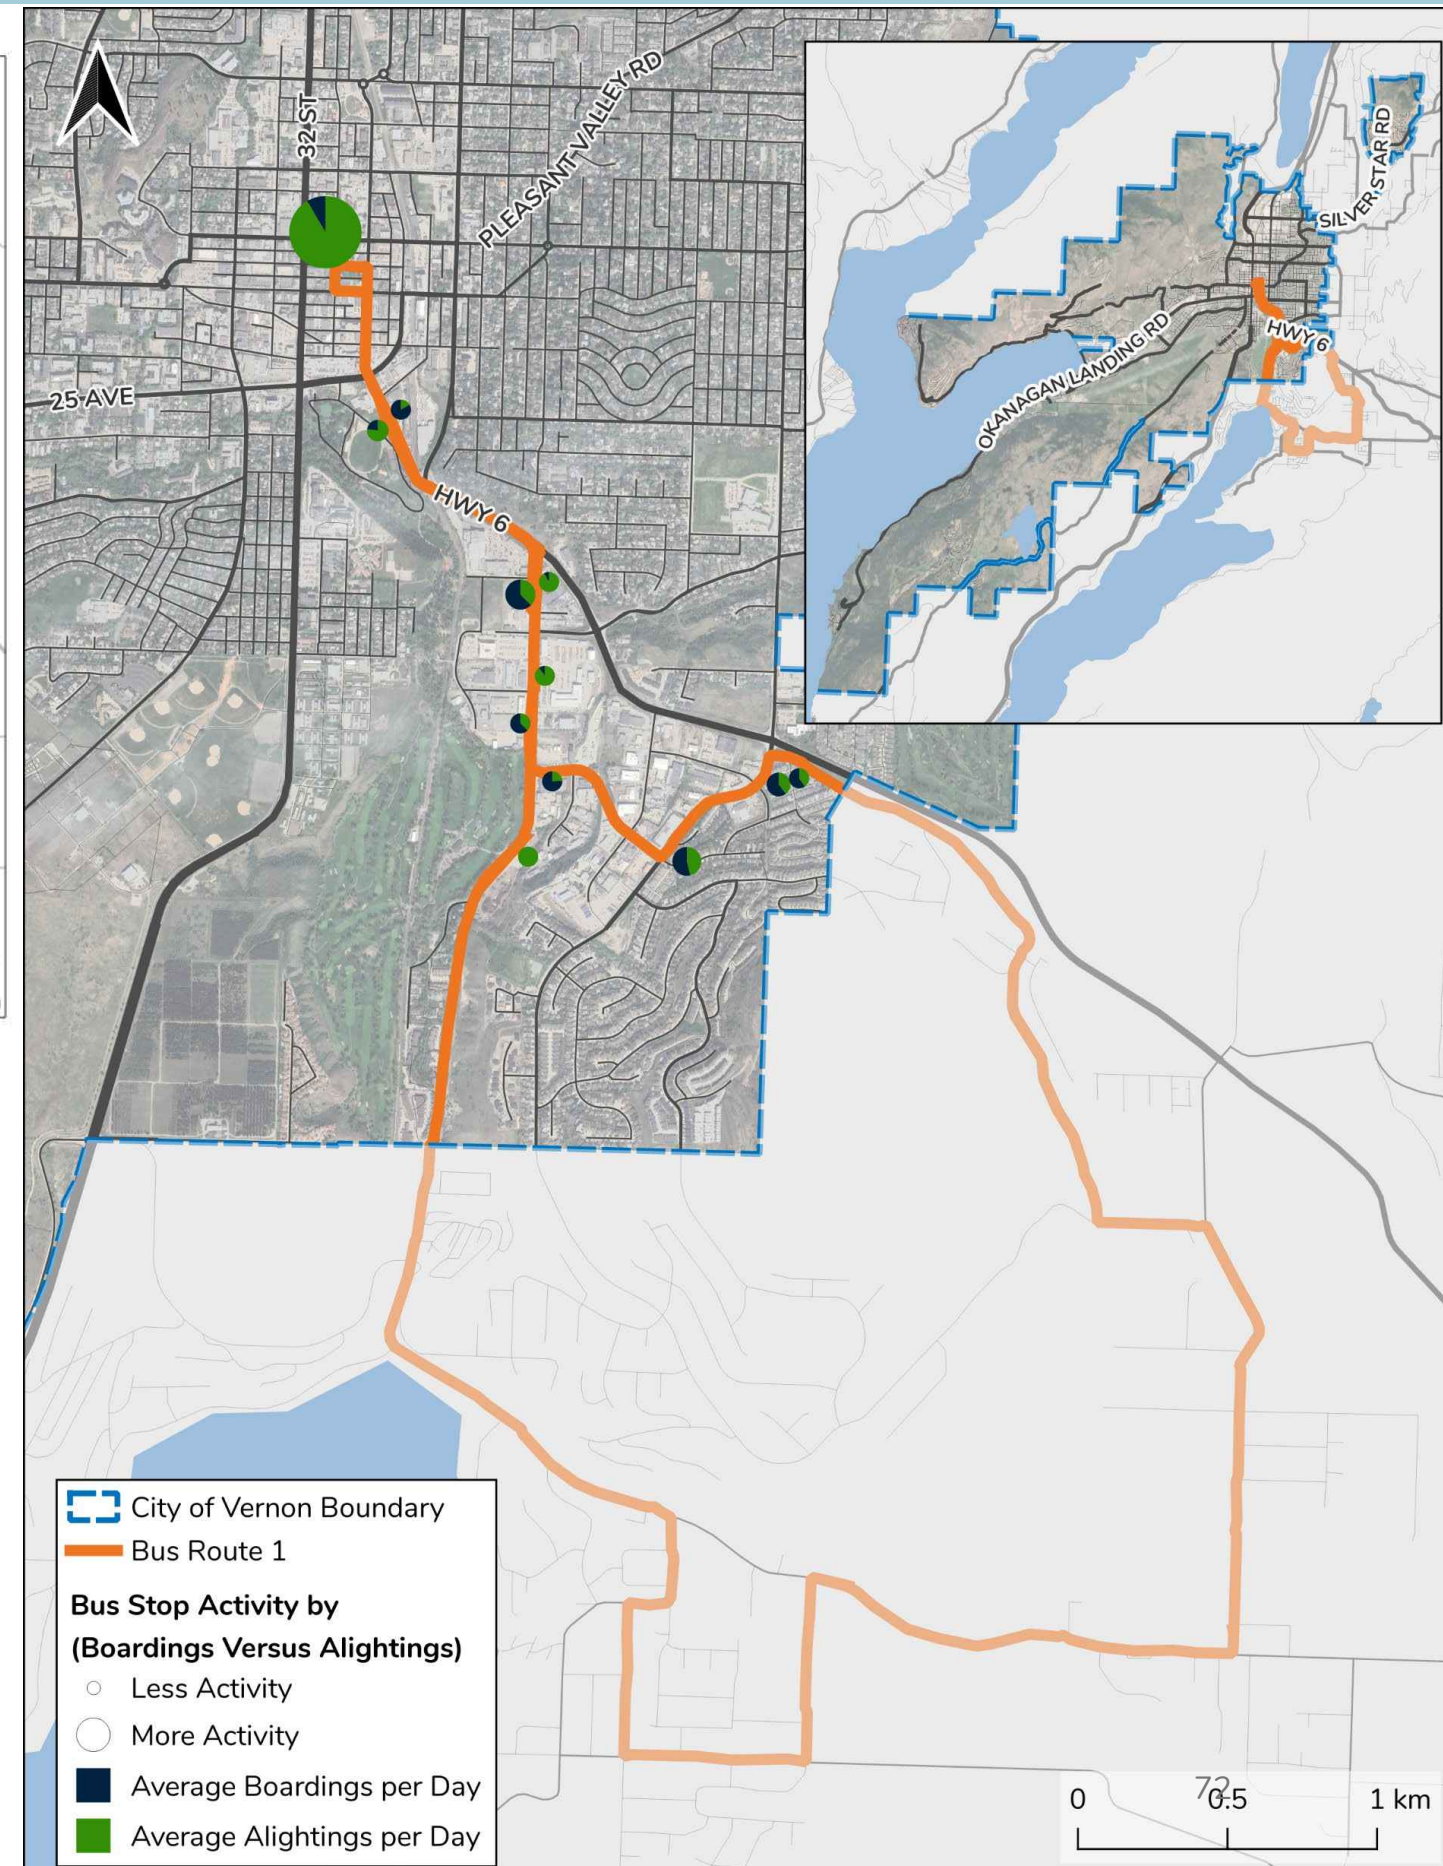 32 ST
PLEASANT VALLEY RD
25 AVE
HWY 6
SILVER STAR RD
HWY 6
OKANAGAN LANDING RD
City of Vernon Boundary
Bus Route 1
Bus Stop Activity by
(Boardings Versus Alightings)
Less Activity
More Activity
Average Boardings per Day
Average Alightings per Day
72
0 0.5 1 km